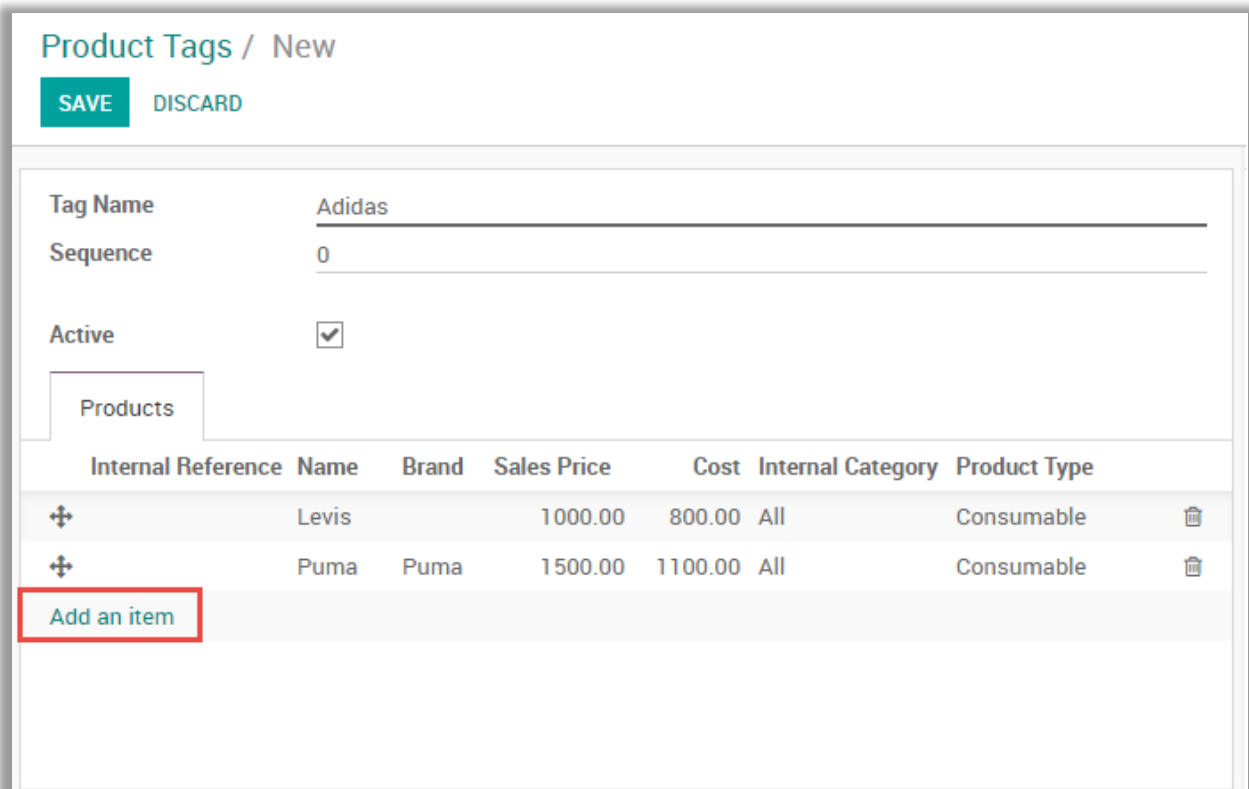 Product Tags / New
SAVE DISCARD
Tag Name Adidas
Sequence 0
Active
Products
Internal Reference Name Brand Sales Price Cost Internal Category Product Type
Levis 1000.00 800.00 All Consumable
Puma Puma 1500.00 1100.00 All Consumable
Add an item